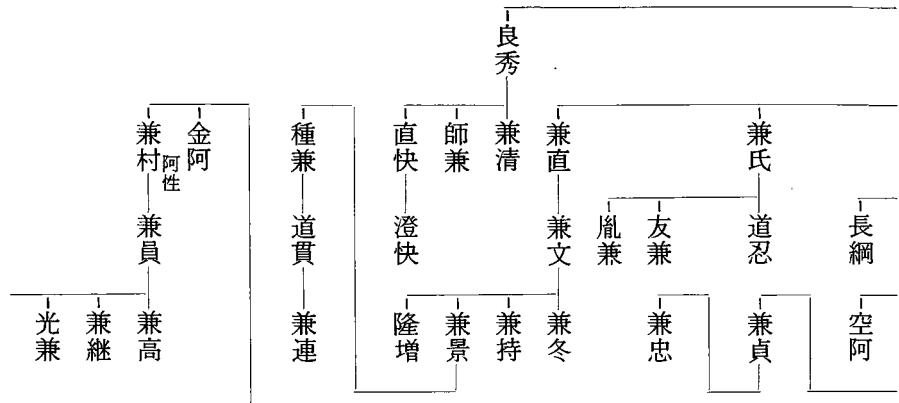 良秀
長綱
空阿
兼氏
道忍
友兼
胤兼
兼貞
兼忠
兼直
兼文
兼冬
兼持
兼景
隆増
兼清
師兼
直快
澄快
種兼
道貫
兼連
金阿
兼村
阿性
兼員
兼高
兼継
光兼